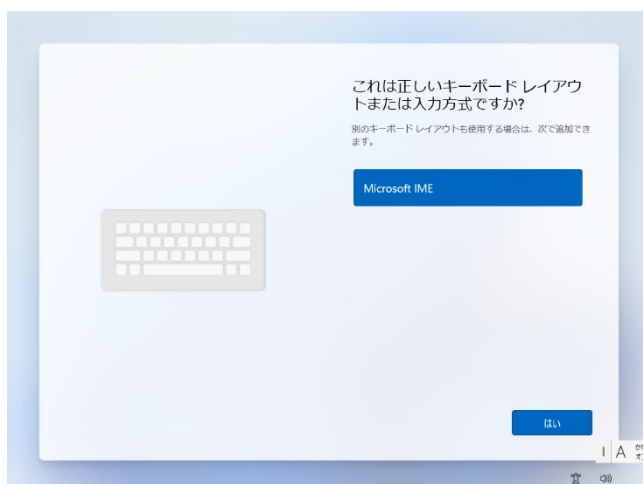 これは正しいキーボード レイアウ
トまたは入力方式ですか?
別のキーボード レイアウトも使用する場合は、次で追加でき
ます。
Microsoft IME
はい
A